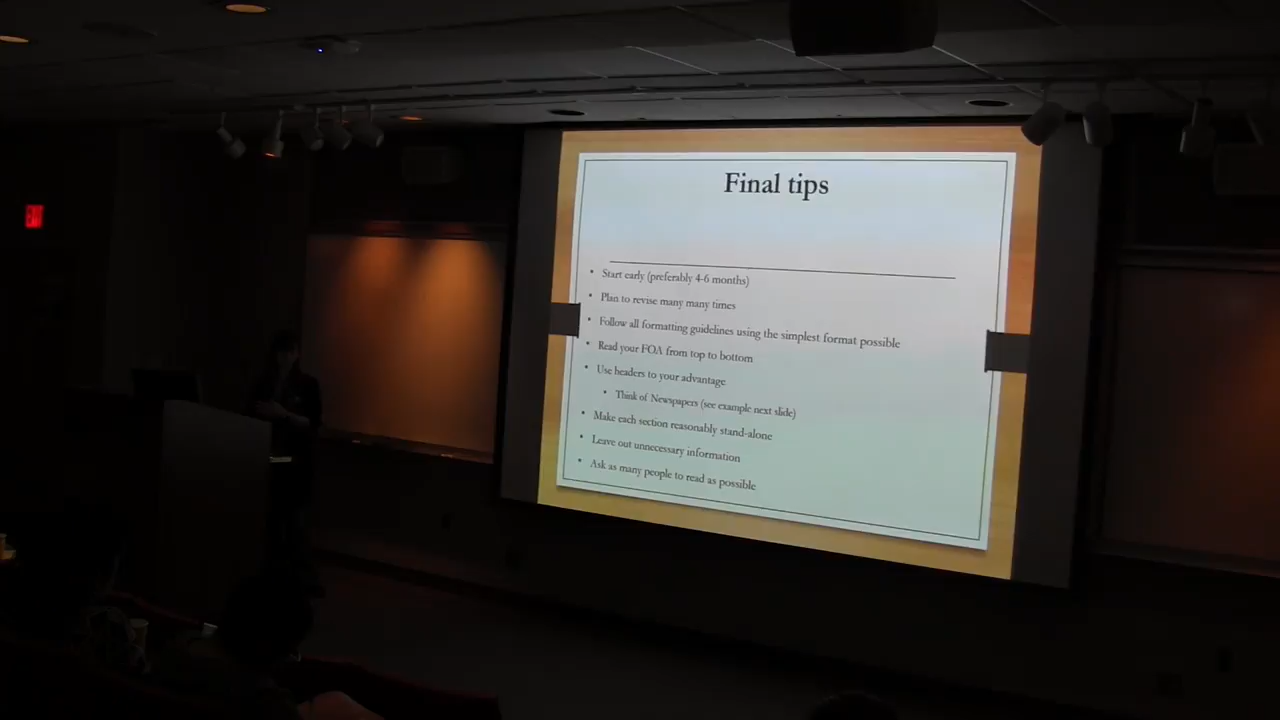 EXIT
Final tips
• Start early (preferably 4-6 months)
• Plan to revise many many times
• Follow all formatting guidelines using the simplest format possible
• Read your FOA from top to bottom
• Use headers to your advantage
• Think of Newspapers (see example next slide)
• Make each section reasonably stand-alone
• Leave out unnecessary information
• Ask as many people to read as possible